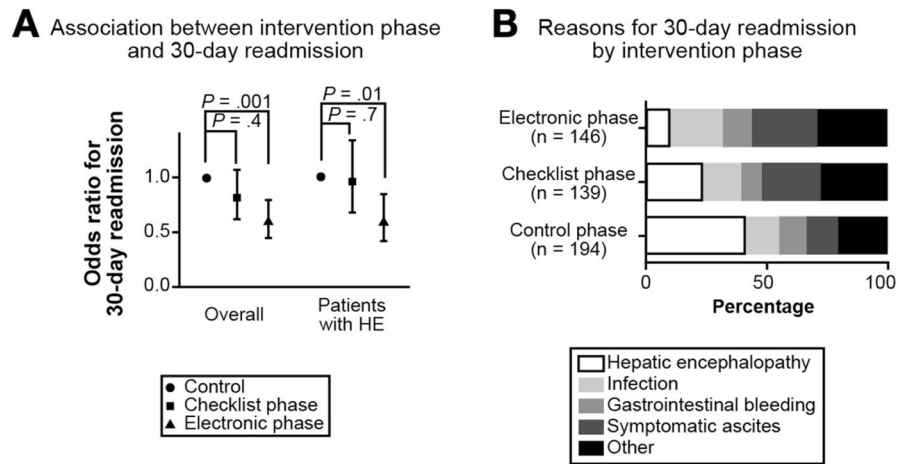 A Association between intervention phase
and 30-day readmission
P = .001
P = .4
P = .01
P = .7
Odds ratio for
30-day readmission
1.0
0.5
0.0
Overall
Patients
with HE
Control
Checklist phase
Electronic phase
B Reasons for 30-day readmission
by intervention phase
Electronic phase
(n = 146)
Checklist phase
(n = 139)
Control phase
(n = 194)
0 50 100
Percentage
Hepatic encephalopathy
Infection
Gastrointestinal bleeding
Symptomatic ascites
Other